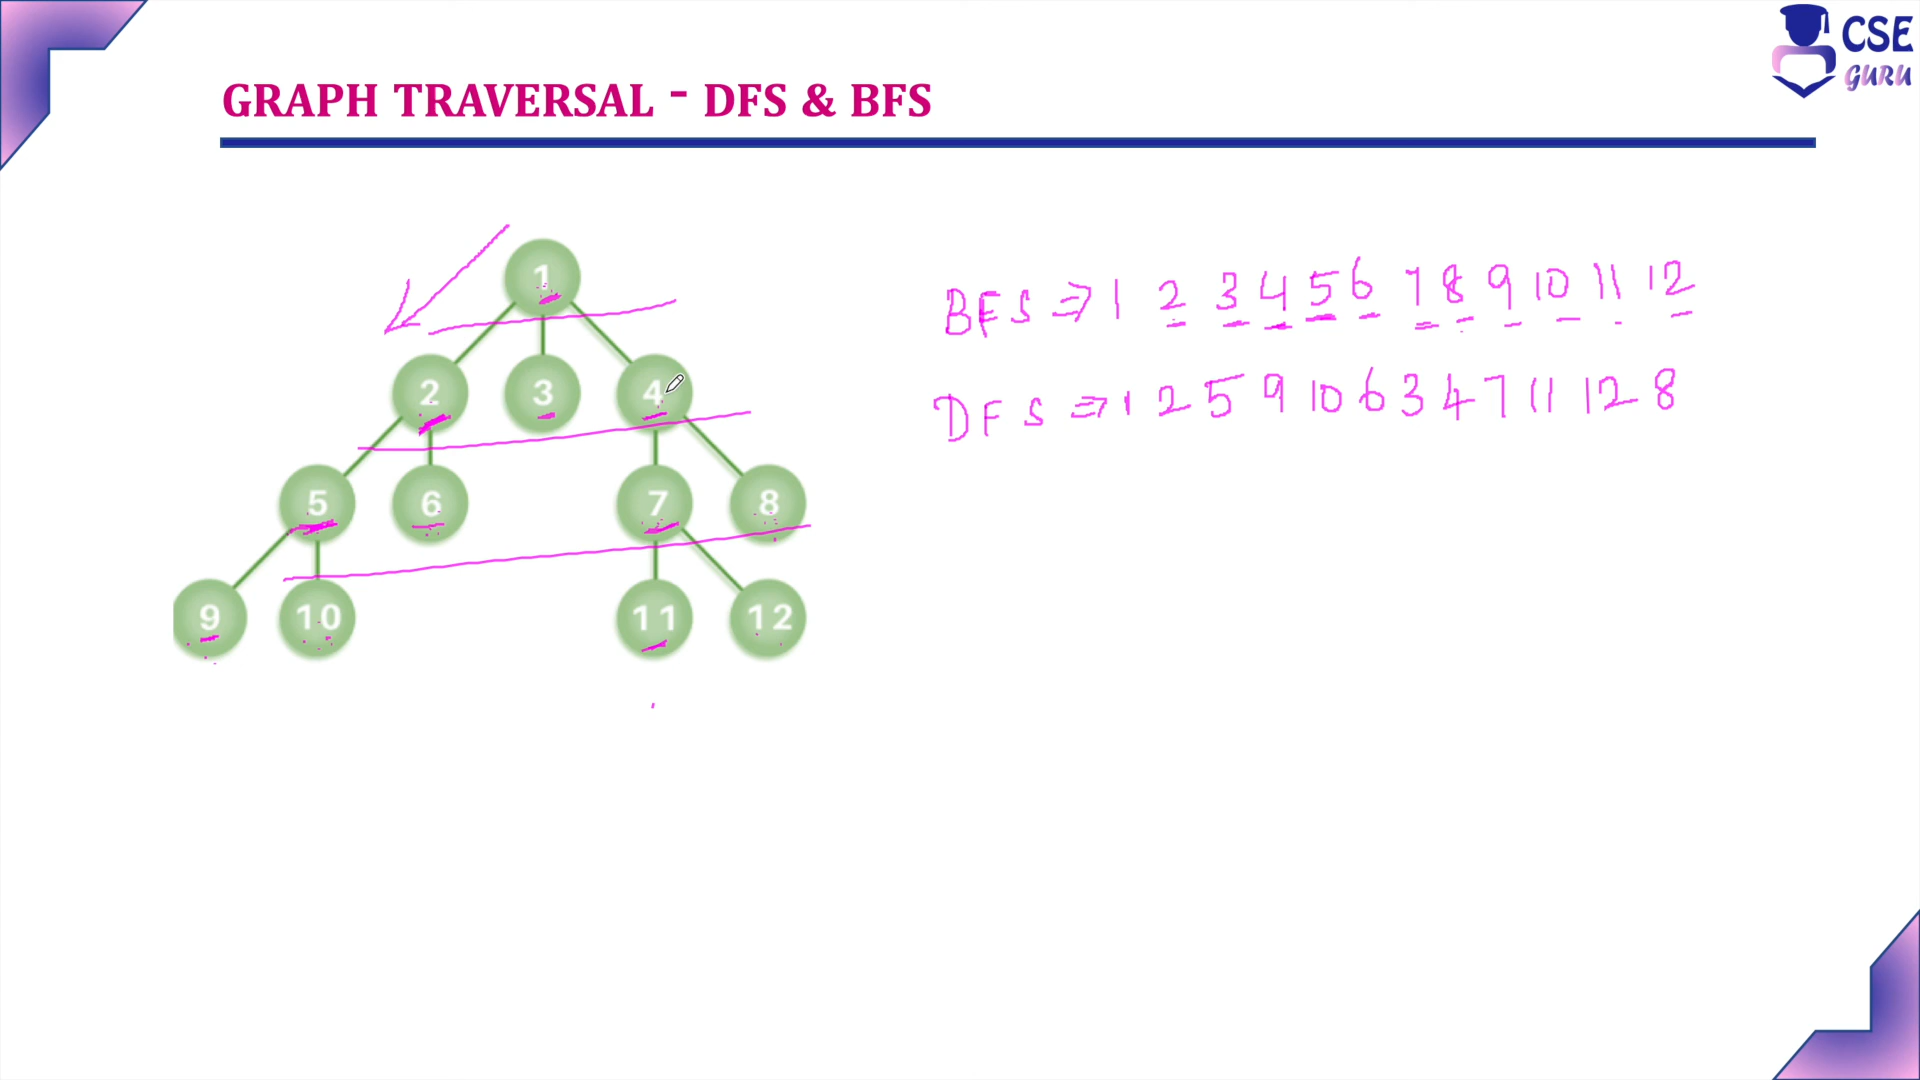 CSE
GURU
GRAPH TRAVERSAL - DFS & BFS
1
2 3 4
5 6 7 8
9 10 11 12
BFS ⇒ 1 2 3 4 5 6 7 8 9 10 11 12
DFS ⇒ 1 2 5 9 10 6 3 4 7 11 12 8